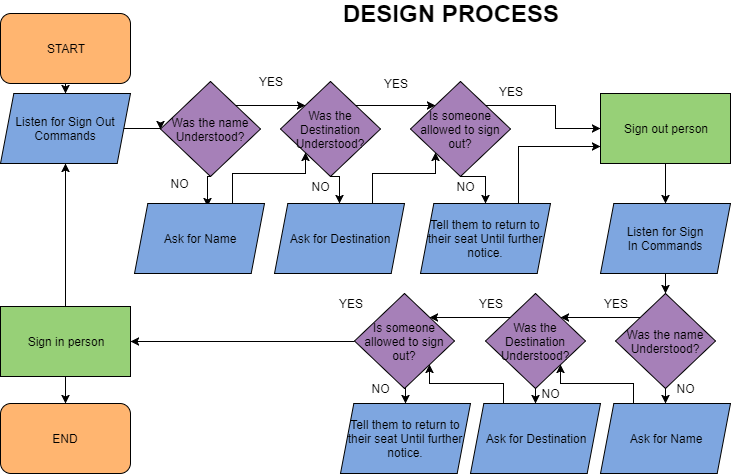 DESIGN PROCESS
START
Listen for Sign Out
Commands
Was the name
Understood?
YES
Was the
Destination
Understood?
YES
Is someone
allowed to sign
out?
YES
Sign out person
NO
NO
NO
Ask for Name
Ask for Destination
Tell them to return to
their seat Until further
notice.
Listen for Sign
In Commands
YES
YES
YES
Sign in person
Is someone
allowed to sign
out?
Was the
Destination
Understood?
Was the name
Understood?
NO
NO
NO
END
Tell them to return to
their seat Until further
notice.
Ask for Destination
Ask for Name